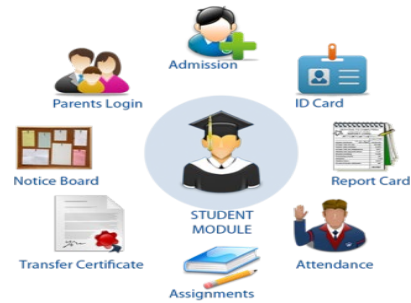 Admission
Parents Login
ID Card
Notice Board
Report Card
STUDENT
MODULE
Transfer Certificate
Attendance
Assignments